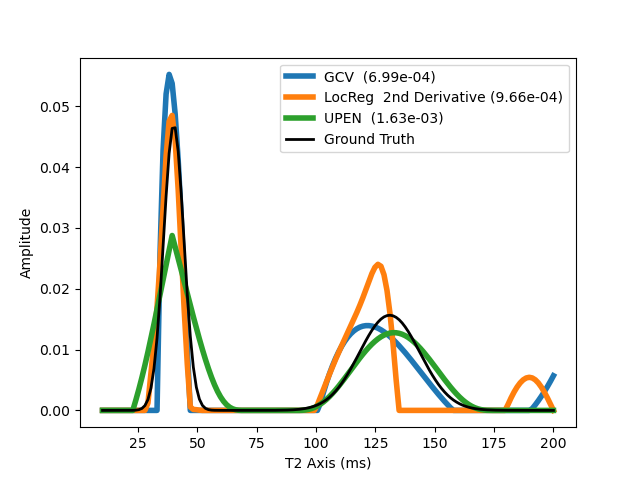 GCV (6.99e-04)
LocReg 2nd Derivative (9.66e-04)
UPEN (1.63e-03)
Ground Truth
Amplitude
0.05
0.04
0.03
0.02
0.01
0.00
25 50 75 100 125 150 175 200
T2 Axis (ms)